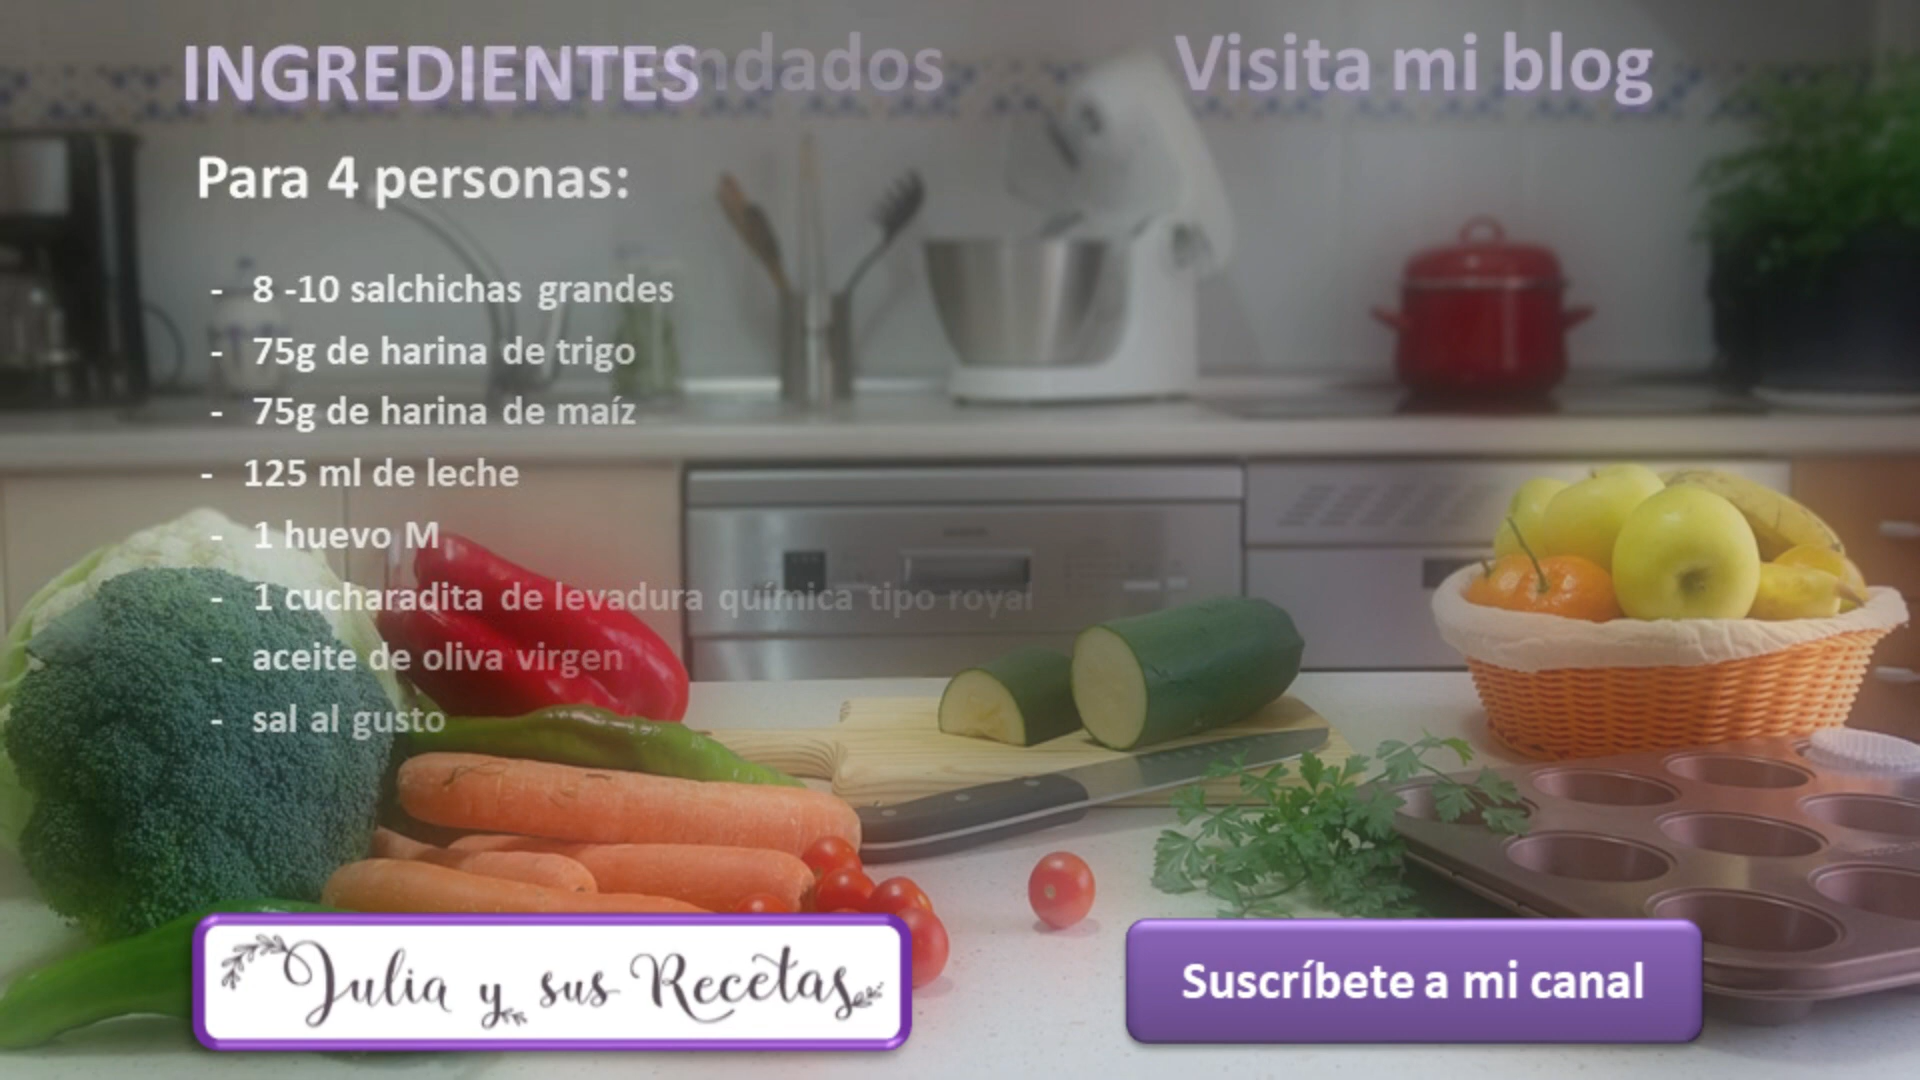 INGREDIENTES
Visita mi blog
Para 4 personas:
- 8 -10 salchichas grandes
- 75g de harina de trigo
- 75g de harina de maíz
- 125 ml de leche
- 1 huevo M
- 1 cucharadita de levadura química tipo royal
- aceite de oliva virgen
- sal al gusto
Julia y sus Recetas
Suscríbete a mi canal